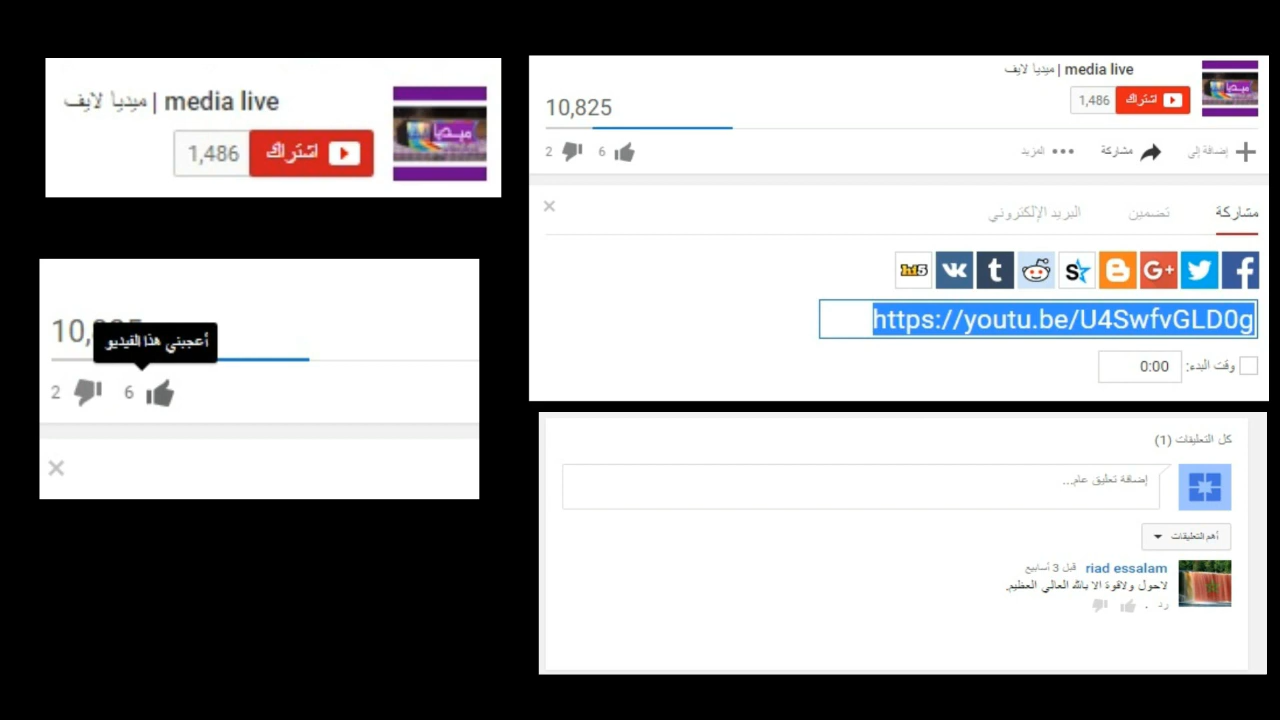 ميديا لايف | media live
اشتراك 1,486
ميديا
أعجبني هذا الفيديو
2 6
ميديا لايف | media live
اشتراك 1,486
ميديا
10,825
إضافة إلى مشاركة ••• المزيد 6 2
مشاركة تضمين البريد الإلكتروني
hi5 t S B G+ f
https://youtu.be/U4SwfvGLD0g
وقت البدء: 0:00
كل التعليقات (1)
إضافة تعليق عام...
أهم التعليقات
riad essalam قبل 3 أسابيع
لاحول ولاقوة الا بالله العالي العظيم.
رد .